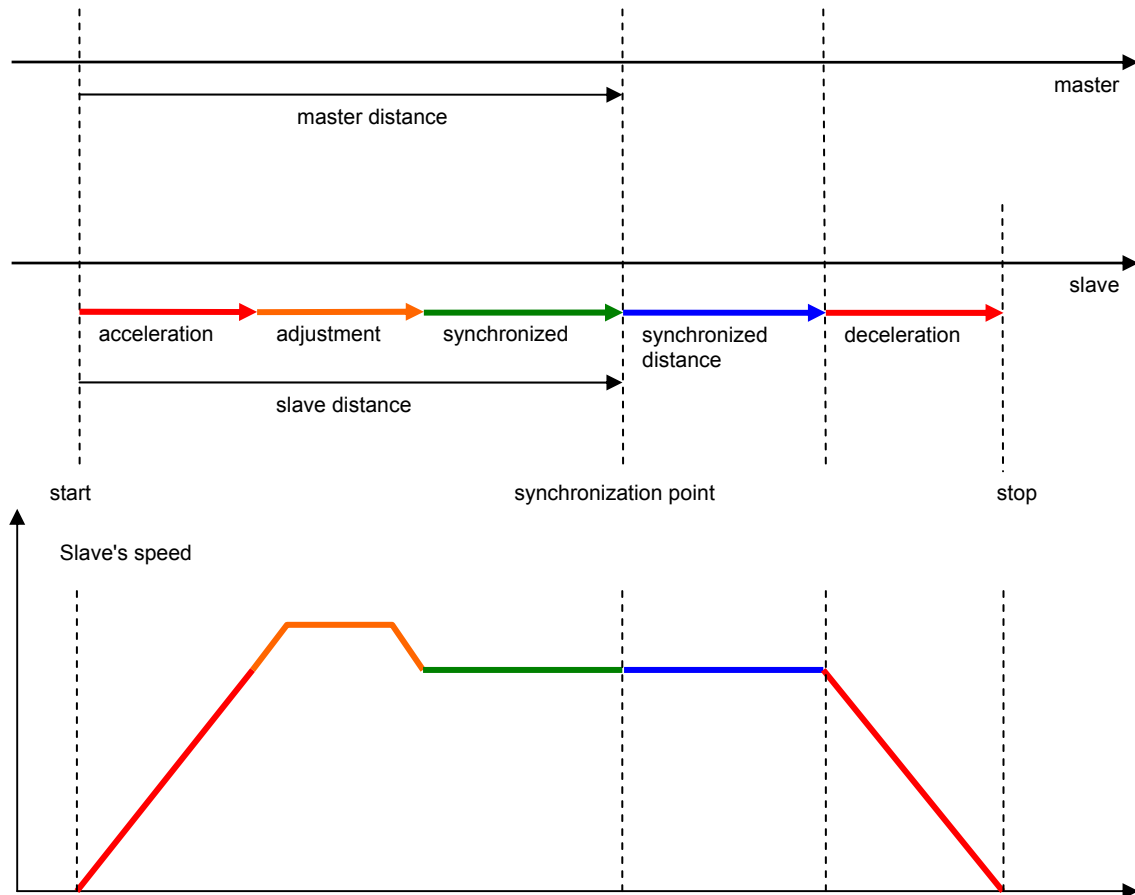 master
master distance
slave
acceleration
adjustment
synchronized
synchronized
distance
deceleration
slave distance
start
synchronization point
stop
Slave's speed